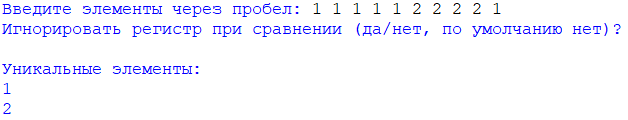 Введите элементы через пробел: 1 1 1 1 1 2 2 2 2 2 1
Игнорировать регистр при сравнении (да/нет, по умолчанию нет)?
Уникальные элементы:
1
2